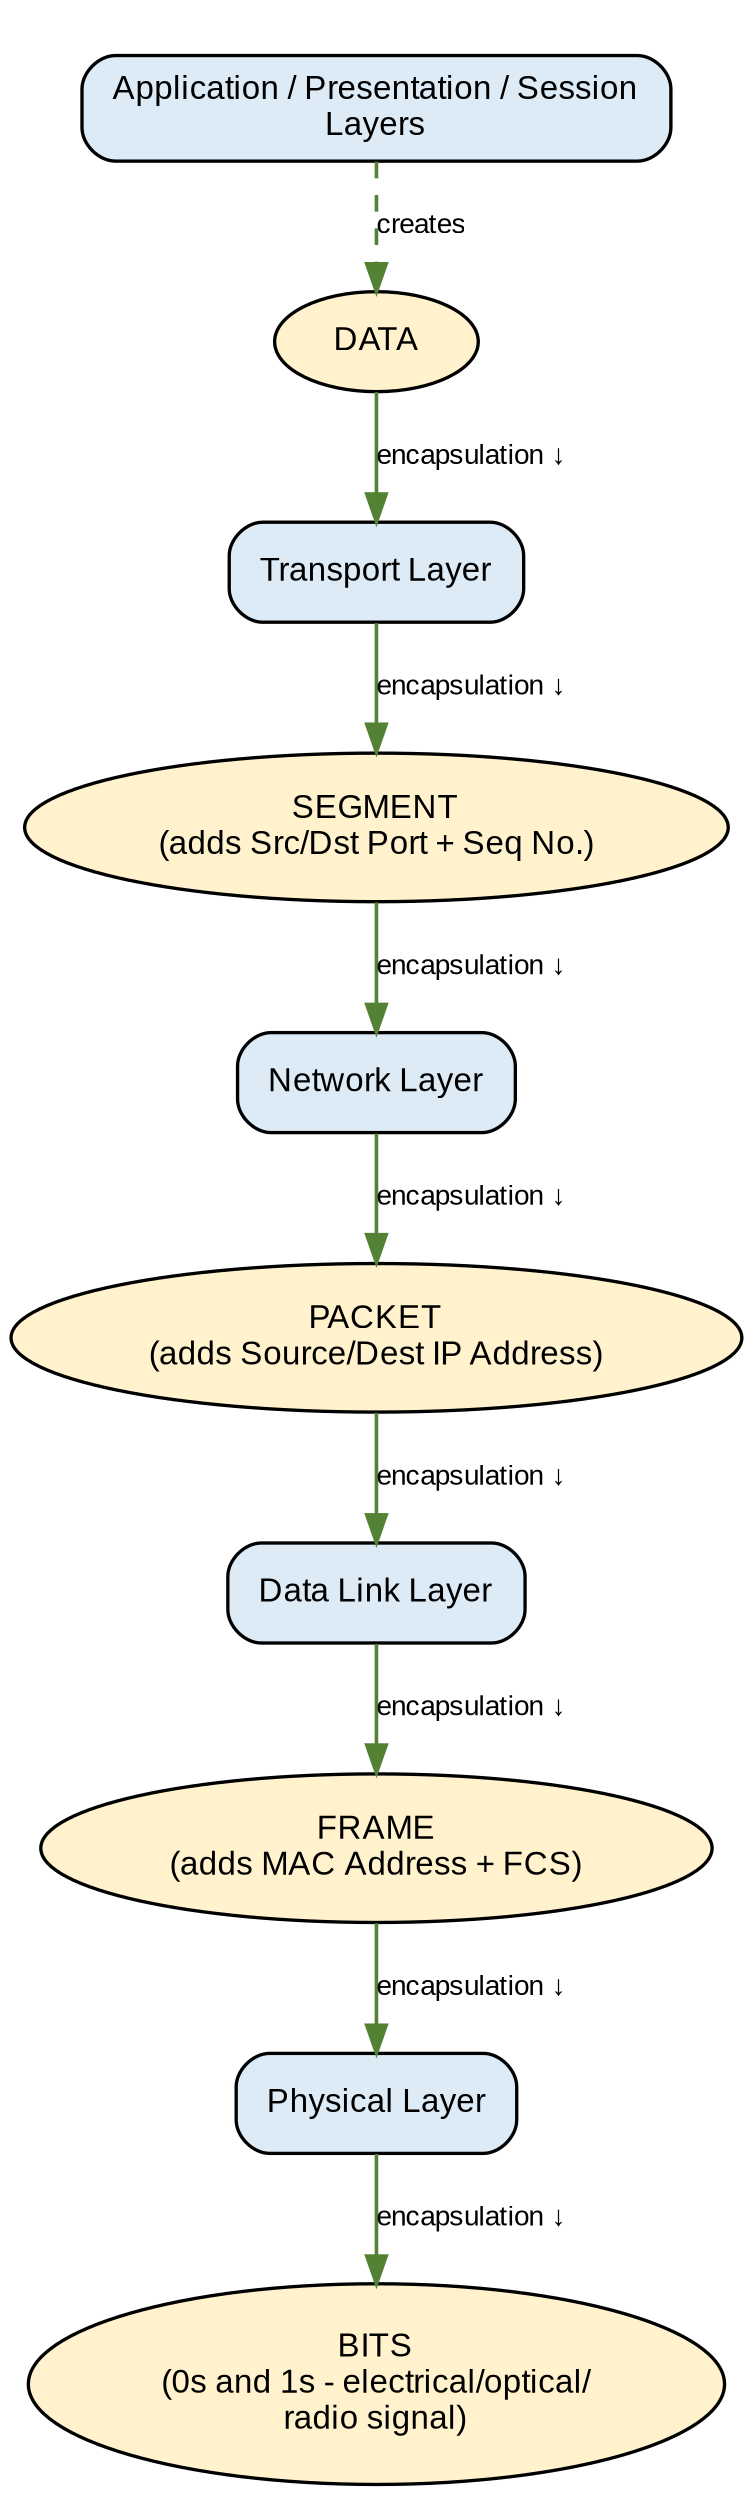 Application / Presentation / Session
Layers
creates
DATA
encapsulation ↓
Transport Layer
encapsulation ↓
SEGMENT
(adds Src/Dst Port + Seq No.)
encapsulation ↓
Network Layer
encapsulation ↓
PACKET
(adds Source/Dest IP Address)
encapsulation ↓
Data Link Layer
encapsulation ↓
FRAME
(adds MAC Address + FCS)
encapsulation ↓
Physical Layer
encapsulation ↓
BITS
(0s and 1s - electrical/optical/
radio signal)